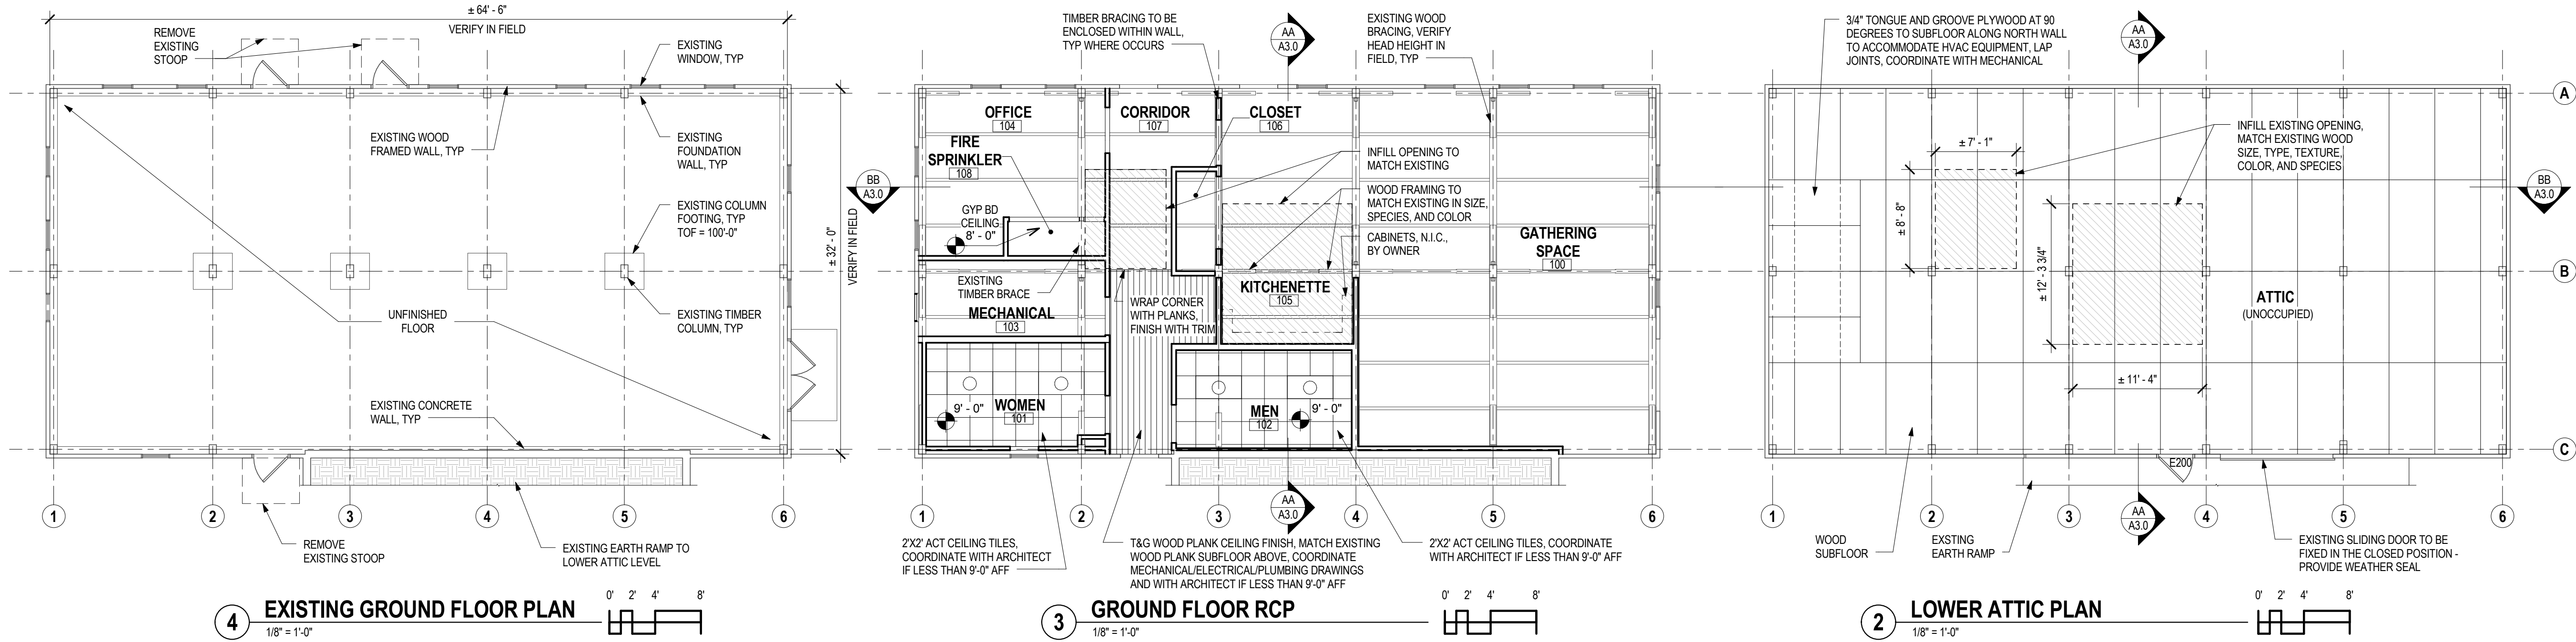 ± 64' - 6"
VERIFY IN FIELD
REMOVE
EXISTING
STOOP
EXISTING
WINDOW, TYP
EXISTING WOOD
FRAMED WALL, TYP
EXISTING
FOUNDATION
WALL, TYP
EXISTING COLUMN
FOOTING, TYP
TOF = 100'-0"
± 32' - 0"
VERIFY IN FIELD
UNFINISHED
FLOOR
EXISTING TIMBER
COLUMN, TYP
EXISTING CONCRETE
WALL, TYP
1
2
3
4
5
6
REMOVE
EXISTING STOOP
EXISTING EARTH RAMP TO
LOWER ATTIC LEVEL
4
EXISTING GROUND FLOOR PLAN
1/8" = 1'-0"
0' 2' 4' 8'
TIMBER BRACING TO BE
ENCLOSED WITHIN WALL,
TYP WHERE OCCURS
AA
A3.0
EXISTING WOOD
BRACING, VERIFY
HEAD HEIGHT IN
FIELD, TYP
OFFICE
104
CORRIDOR
107
CLOSET
106
FIRE
SPRINKLER
108
INFILL OPENING TO
MATCH EXISTING
BB
A3.0
WOOD FRAMING TO
MATCH EXISTING IN SIZE,
SPECIES, AND COLOR
GYP BD
CEILING
8' - 0"
CABINETS, N.I.C.,
BY OWNER
GATHERING
SPACE
100
EXISTING
TIMBER BRACE
KITCHENETTE
105
WRAP CORNER
WITH PLANKS,
FINISH WITH TRIM
MECHANICAL
103
9' - 0"
WOMEN
101
MEN
102
9' - 0"
AA
A3.0
1
2
3
4
5
6
2'X2' ACT CEILING TILES,
COORDINATE WITH ARCHITECT
IF LESS THAN 9'-0" AFF
T&G WOOD PLANK CEILING FINISH, MATCH EXISTING
WOOD PLANK SUBFLOOR ABOVE, COORDINATE
MECHANICAL/ELECTRICAL/PLUMBING DRAWINGS
AND WITH ARCHITECT IF LESS THAN 9'-0" AFF
2'X2' ACT CEILING TILES, COORDINATE
WITH ARCHITECT IF LESS THAN 9'-0" AFF
3
GROUND FLOOR RCP
1/8" = 1'-0"
0' 2' 4' 8'
3/4" TONGUE AND GROOVE PLYWOOD AT 90
DEGREES TO SUBFLOOR ALONG NORTH WALL
TO ACCOMMODATE HVAC EQUIPMENT, LAP
JOINTS, COORDINATE WITH MECHANICAL
AA
A3.0
A
INFILL EXISTING OPENING,
MATCH EXISTING WOOD
SIZE, TYPE, TEXTURE,
COLOR, AND SPECIES
± 7' - 1"
± 8' - 8"
BB
A3.0
± 12' - 3 3/4"
B
ATTIC
(UNOCCUPIED)
± 11' - 4"
C
E200
AA
A3.0
1
2
3
4
5
6
WOOD
SUBFLOOR
EXSTING
EARTH RAMP
EXISTING SLIDING DOOR TO BE
FIXED IN THE CLOSED POSITION -
PROVIDE WEATHER SEAL
2
LOWER ATTIC PLAN
1/8" = 1'-0"
0' 2' 4' 8'